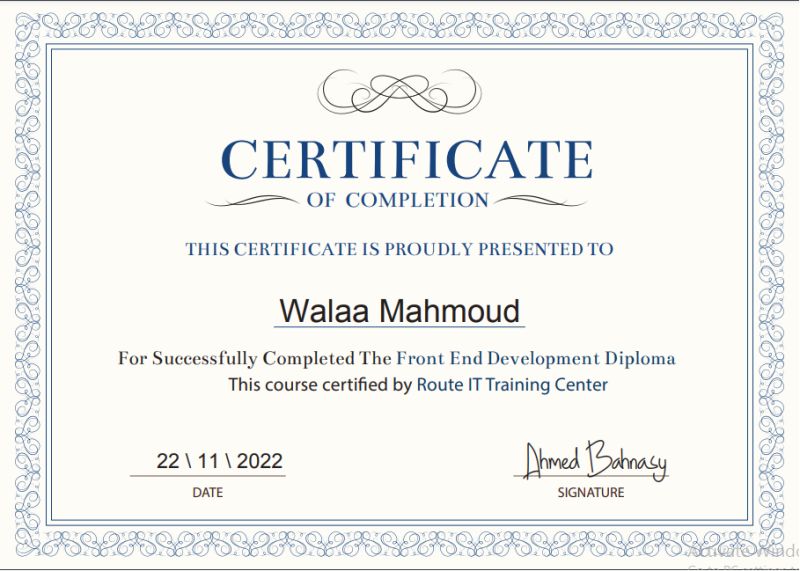 CERTIFICATE
OF COMPLETION
THIS CERTIFICATE IS PROUDLY PRESENTED TO
Walaa Mahmoud
For Successfully Completed The Front End Development Diploma
This course certified by Route IT Training Center
22 \ 11 \ 2022
Ahmed Bahnasy
DATE
SIGNATURE
Activate Windo